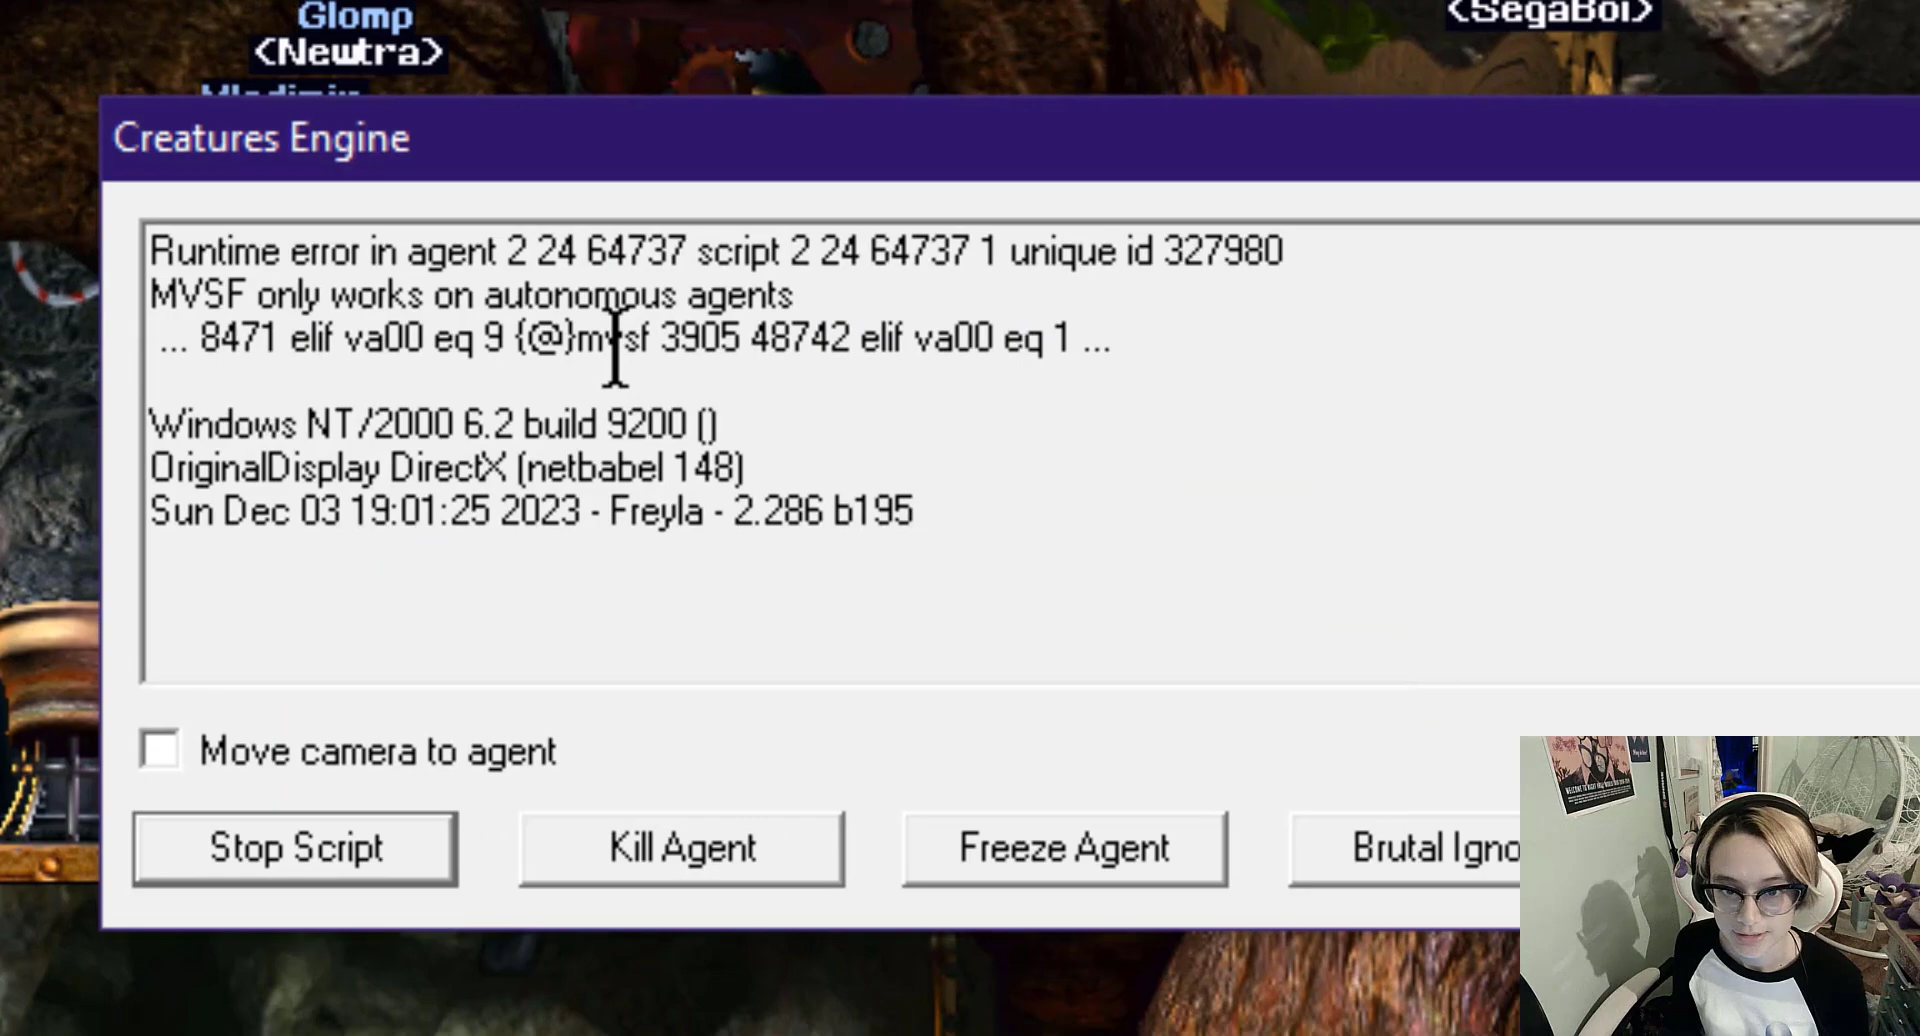 Glomp
<Newtra>
<SegaBoi>
Creatures Engine
Runtime error in agent 2 24 64737 script 2 24 64737 1 unique id 327980
MVSF only works on autonomous agents
... 8471 elif va00 eq 9 {@}mvsf 3905 48742 elif va00 eq 1 ...
Windows NT/2000 6.2 build 9200 ()
OriginalDisplay DirectX (netbabel 148)
Sun Dec 03 19:01:25 2023 - Freyla - 2.286 b195
Move camera to agent
Stop Script
Kill Agent
Freeze Agent
Brutal Igno